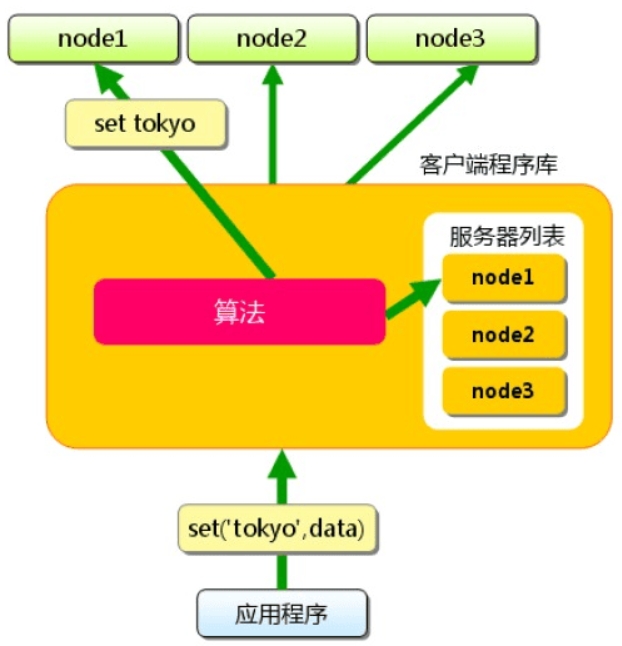 node1
node2
node3
set tokyo
客户端程序库
服务器列表
node1
算法
node2
node3
set('tokyo',data)
应用程序